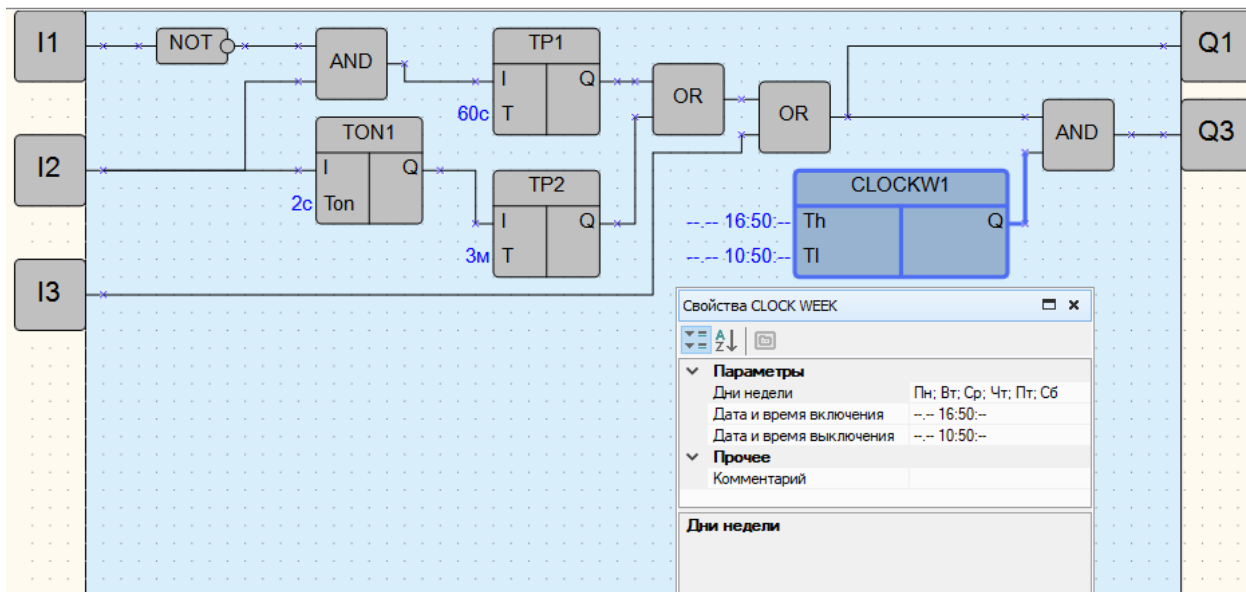 I1
NOT
AND
TP1
I
Q
60с
T
OR
OR
Q1
AND
Q3
I2
TON1
I
Q
2с
Ton
TP2
I
Q
3м
T
CLOCKW1
--.-- 16:50:--
Th
Q
--.-- 10:50:--
Tl
I3
Свойства CLOCK WEEK
A
Z
Параметры
Дни недели
Пн; Вт; Ср; Чт; Пт; Сб
Дата и время включения
--.-- 16:50:--
Дата и время выключения
--.-- 10:50:--
Прочее
Комментарий
Дни недели